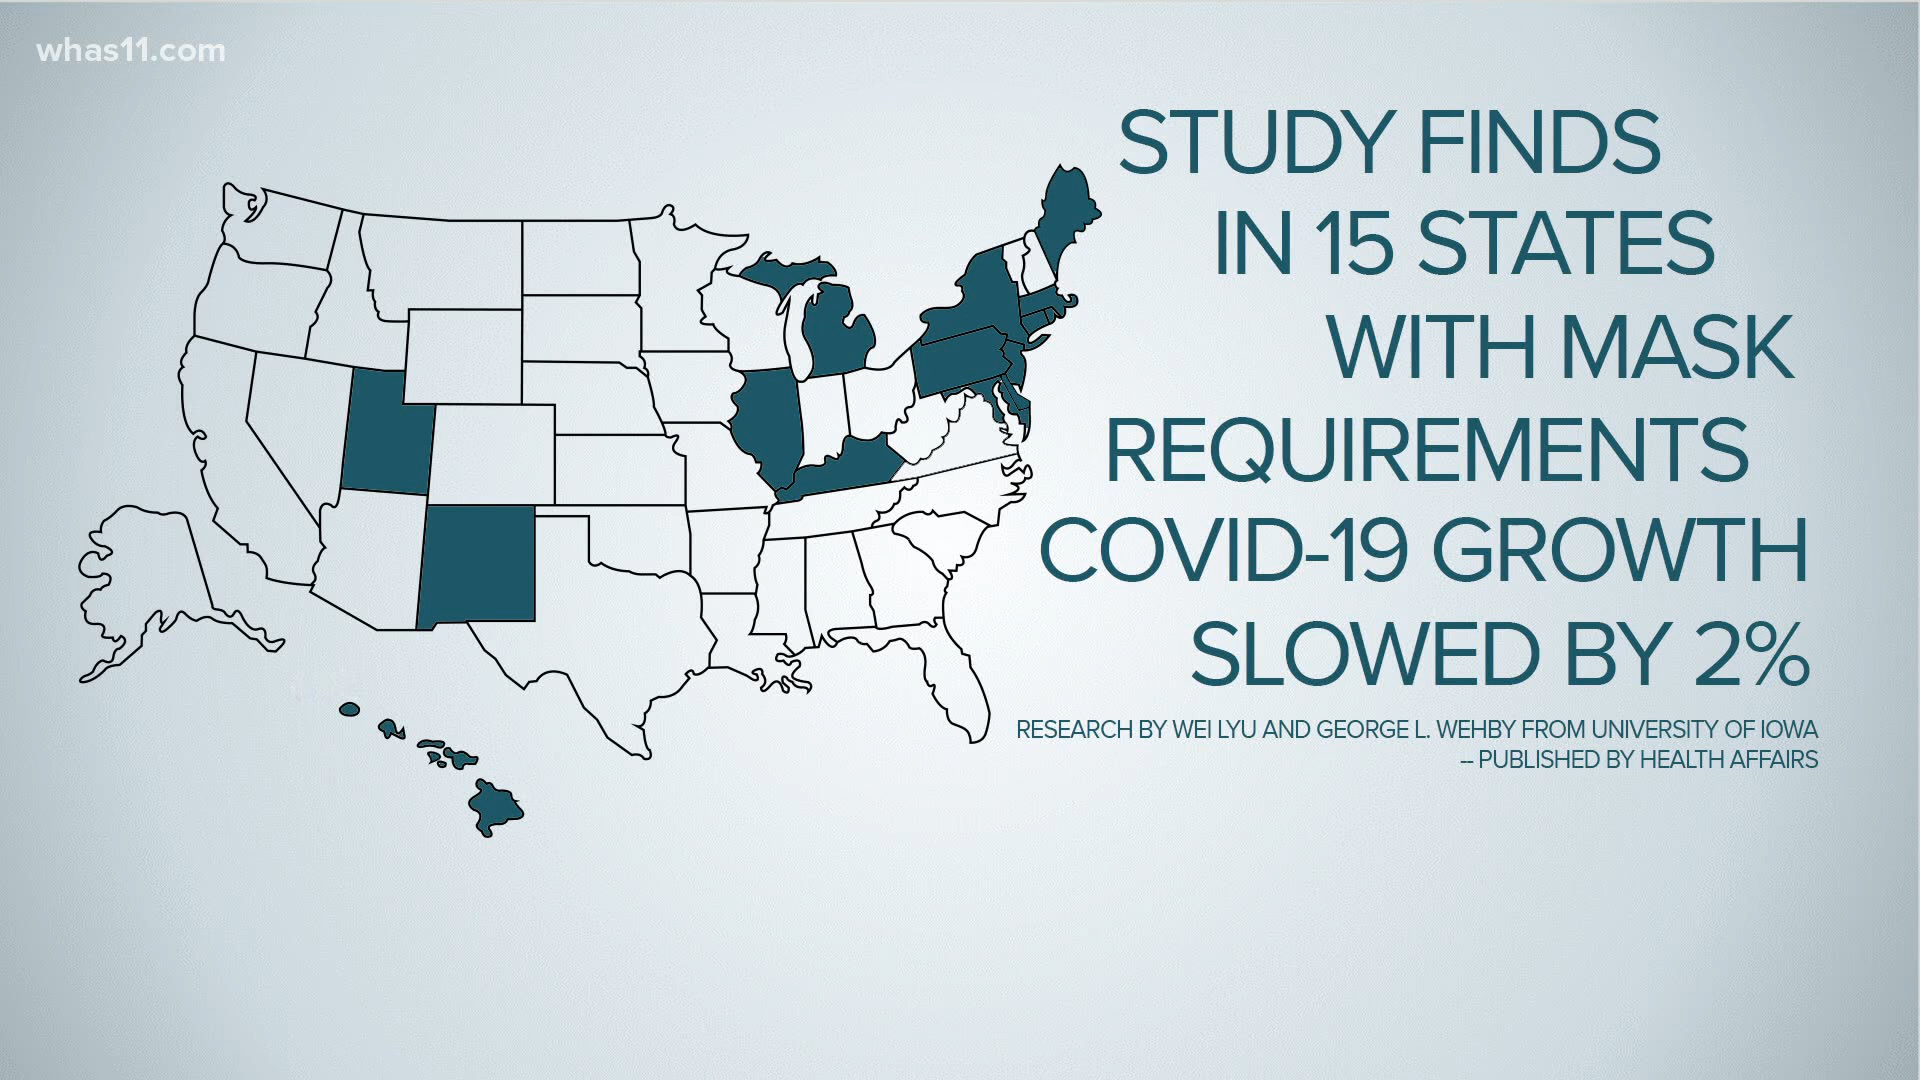 whas11.com
STUDY FINDS
IN 15 STATES
WITH MASK
REQUIREMENTS
COVID-19 GROWTH
SLOWED BY 2%
RESEARCH BY WEI LYU AND GEORGE L. WEHBY FROM UNIVERSITY OF IOWA
-- PUBLISHED BY HEALTH AFFAIRS